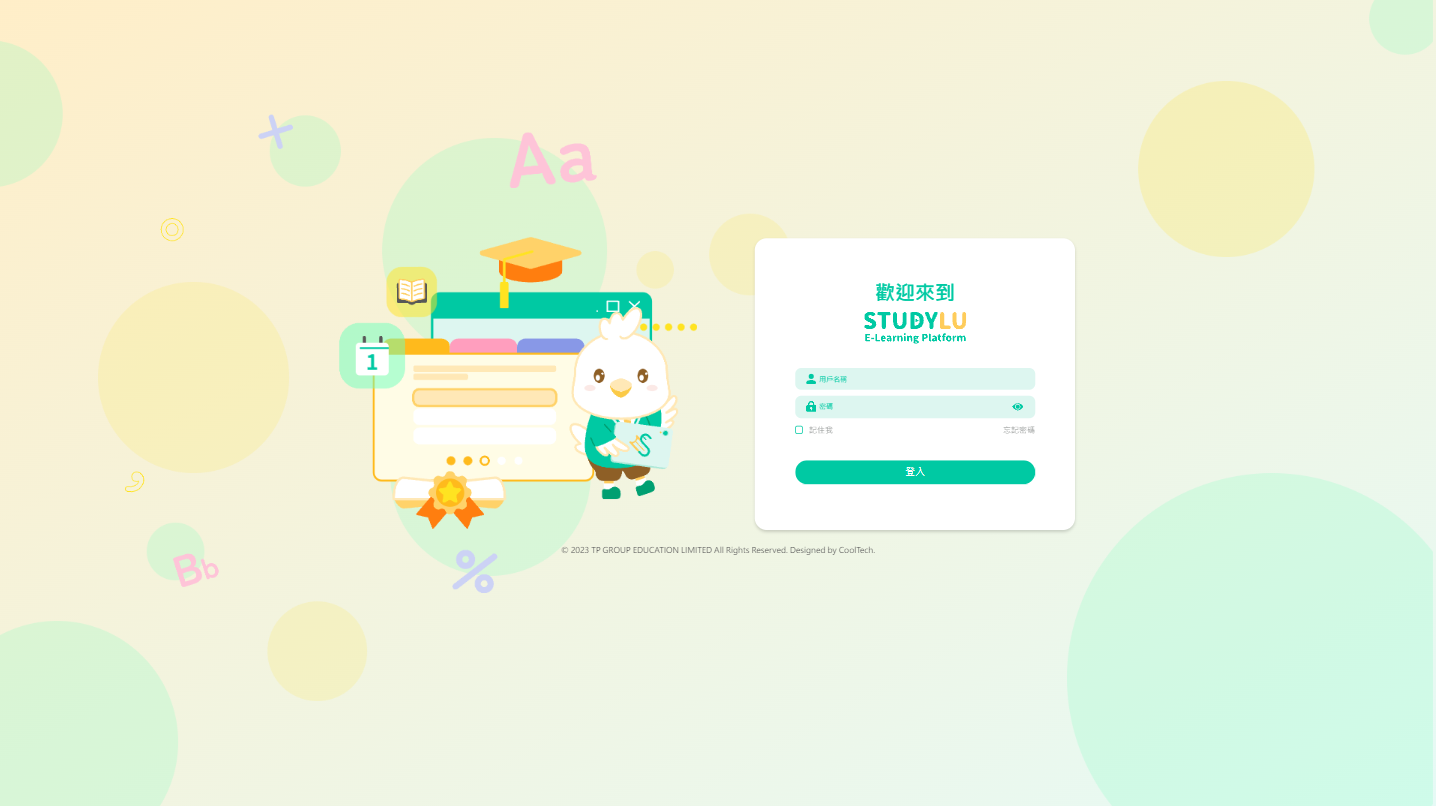 Aa
1
歡迎來到
STUDYLU
E-Learning Platform
用戶名稱
密碼
記住我
忘記密碼
登入
S
© 2023 TP GROUP EDUCATION LIMITED All Rights Reserved. Designed by CoolTech.
Bb
%